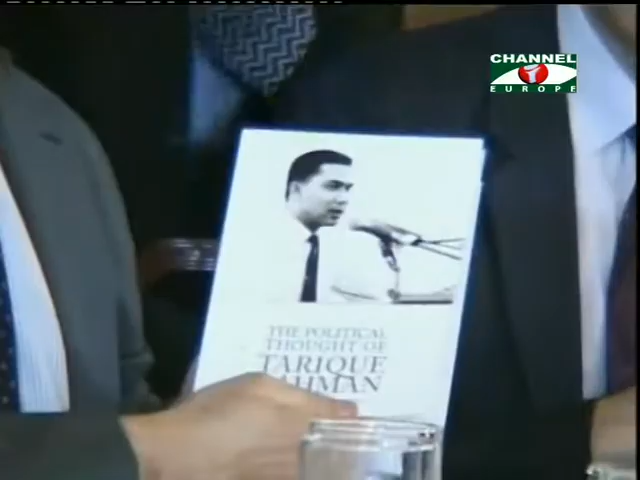 CHANNEL
i
EUROPE
THE POLITICAL
THOUGHT OF
TARIQUE
RAHMAN